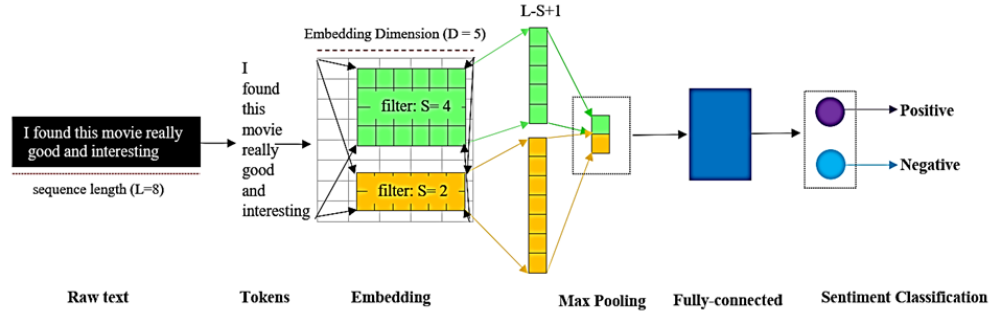 L-S+1
Embedding Dimension (D = 5)
I
found
this
movie
really
good
and
interesting
filter: S= 4
filter: S= 2
I found this movie really
good and interesting
sequence length (L=8)
Positive
Negative
Raw text
Tokens
Embedding
Max Pooling
Fully-connected
Sentiment Classification